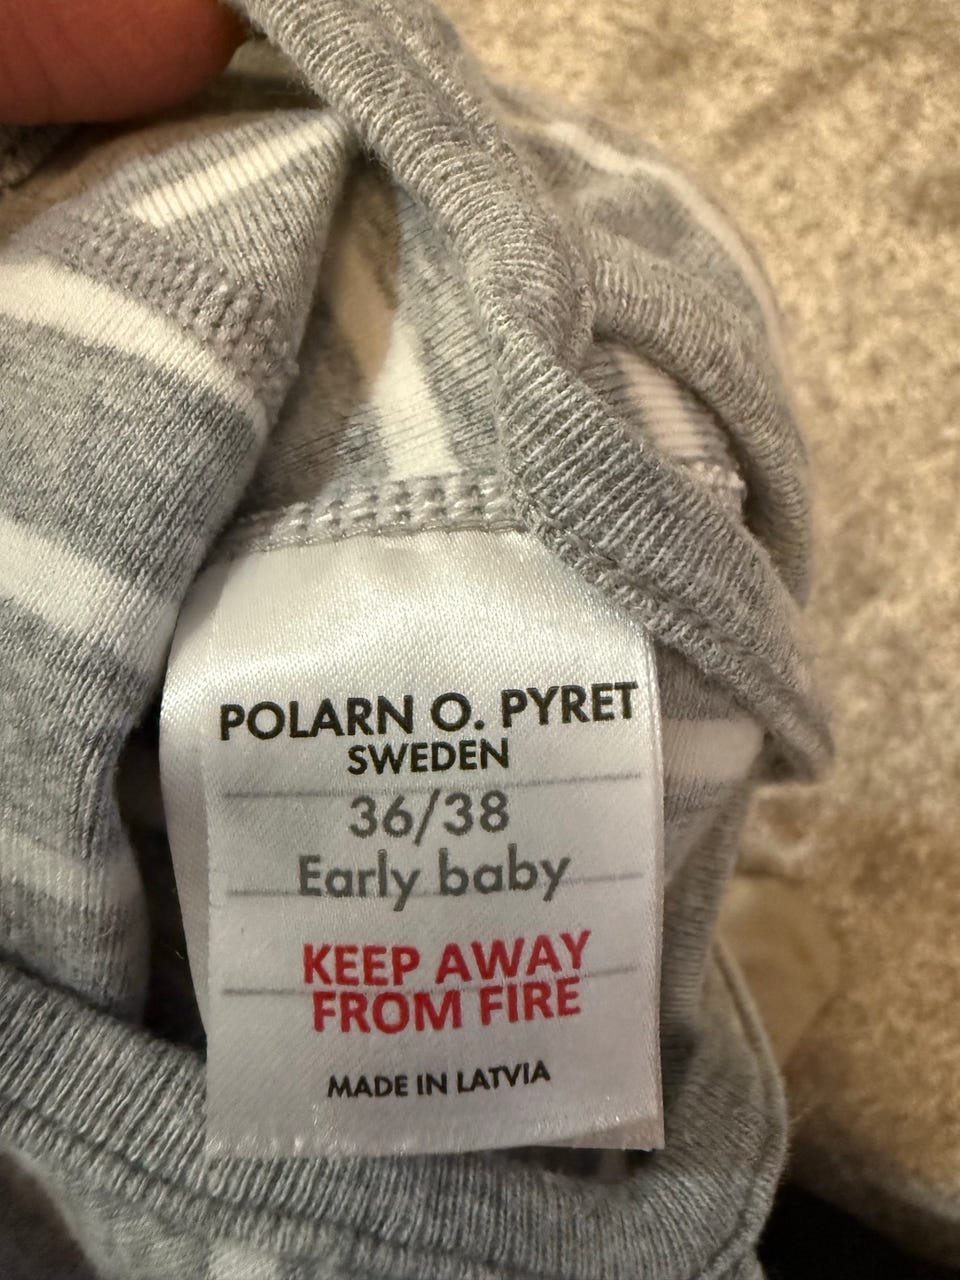 POLARN O. PYRET
SWEDEN
36/38
Early baby
KEEP AWAY
FROM FIRE
MADE IN LATVIA